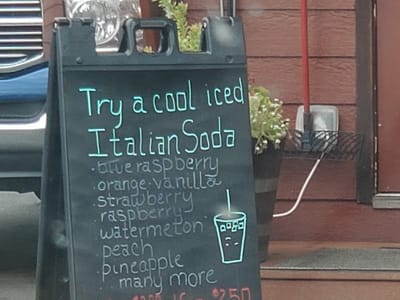 Try a cool iced
Italian Soda
· blue raspberry
· orange · vanilla
· strawberry
raspberry
· watermelon
· peach
· pineapple
many more